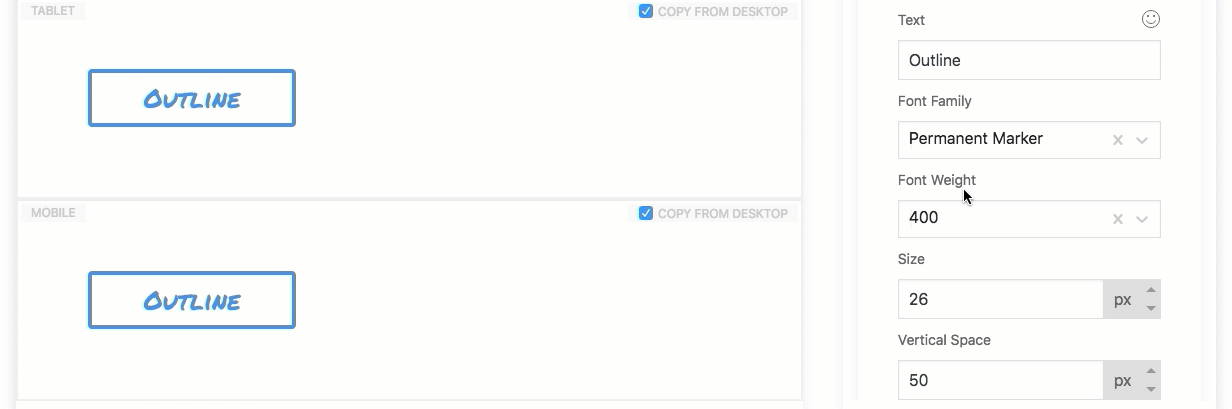 TABLET
COPY FROM DESKTOP
Outline
MOBILE
COPY FROM DESKTOP
Outline
Text
Outline
Font Family
Permanent Marker
Font Weight
400
Size
26 px
Vertical Space
50 px